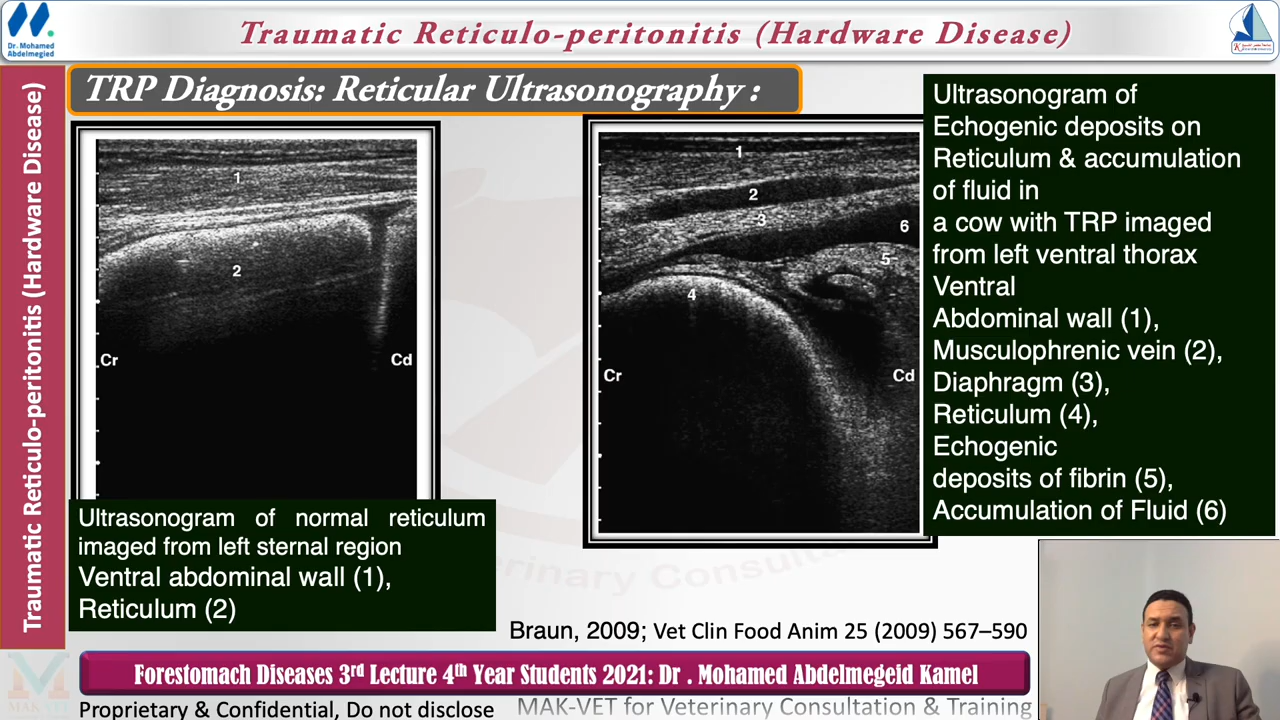 Dr. Mohamed
Abdelmegied
Traumatic Reticulo-peritonitis (Hardware Disease)
Traumatic Reticulo-peritonitis (Hardware Disease)
TRP Diagnosis: Reticular Ultrasonography :
1
2
Cr
Cd
1
2
3
6
5
4
Cr
Cd
Ultrasonogram of
Echogenic deposits on
Reticulum & accumulation
of fluid in
a cow with TRP imaged
from left ventral thorax
Ventral
Abdominal wall (1),
Musculophrenic vein (2),
Diaphragm (3),
Reticulum (4),
Echogenic
deposits of fibrin (5),
Accumulation of Fluid (6)
Ultrasonogram of normal reticulum
imaged from left sternal region
Ventral abdominal wall (1),
Reticulum (2)
Braun, 2009; Vet Clin Food Anim 25 (2009) 567–590
Forestomach Diseases 3rd Lecture 4th Year Students 2021: Dr . Mohamed Abdelmegeid Kamel
Proprietary & Confidential, Do not disclose
MAK-VET for Veterinary Consultation & Training